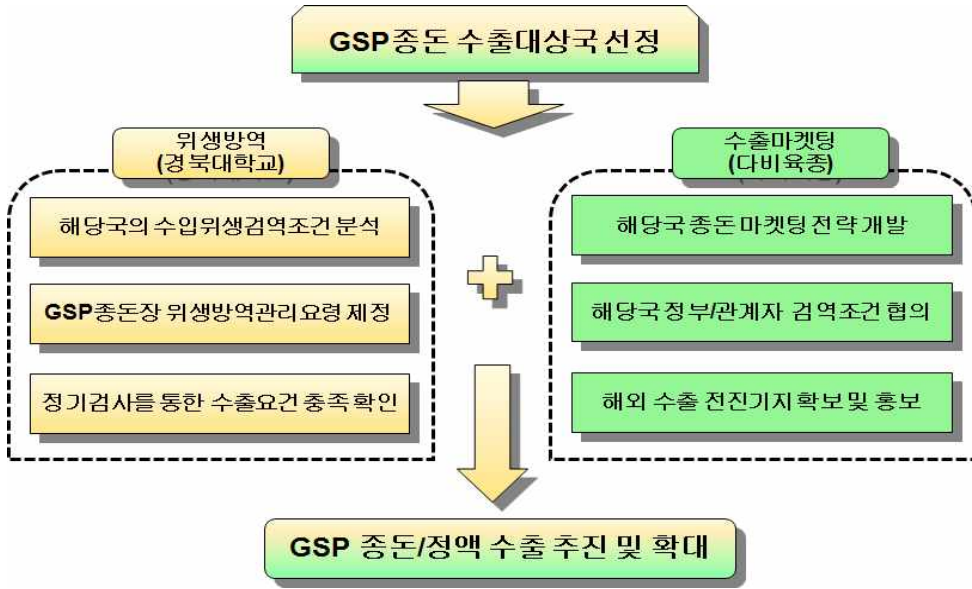 GSP 종돈 수출대상국 선정
위생방역
(경북대학교)
해당국의 수입위생검역조건 분석
GSP종돈장 위생방역관리요령 제정
정기검사를 통한 수출요건 충족 확인
수출마켓팅
(다비육종)
해당국 종돈 마켓팅 전략 개발
해당국 정부/관계자 검역조건 협의
해외 수출 전진기지 확보 및 홍보
GSP 종돈/정액 수출 추진 및 확대